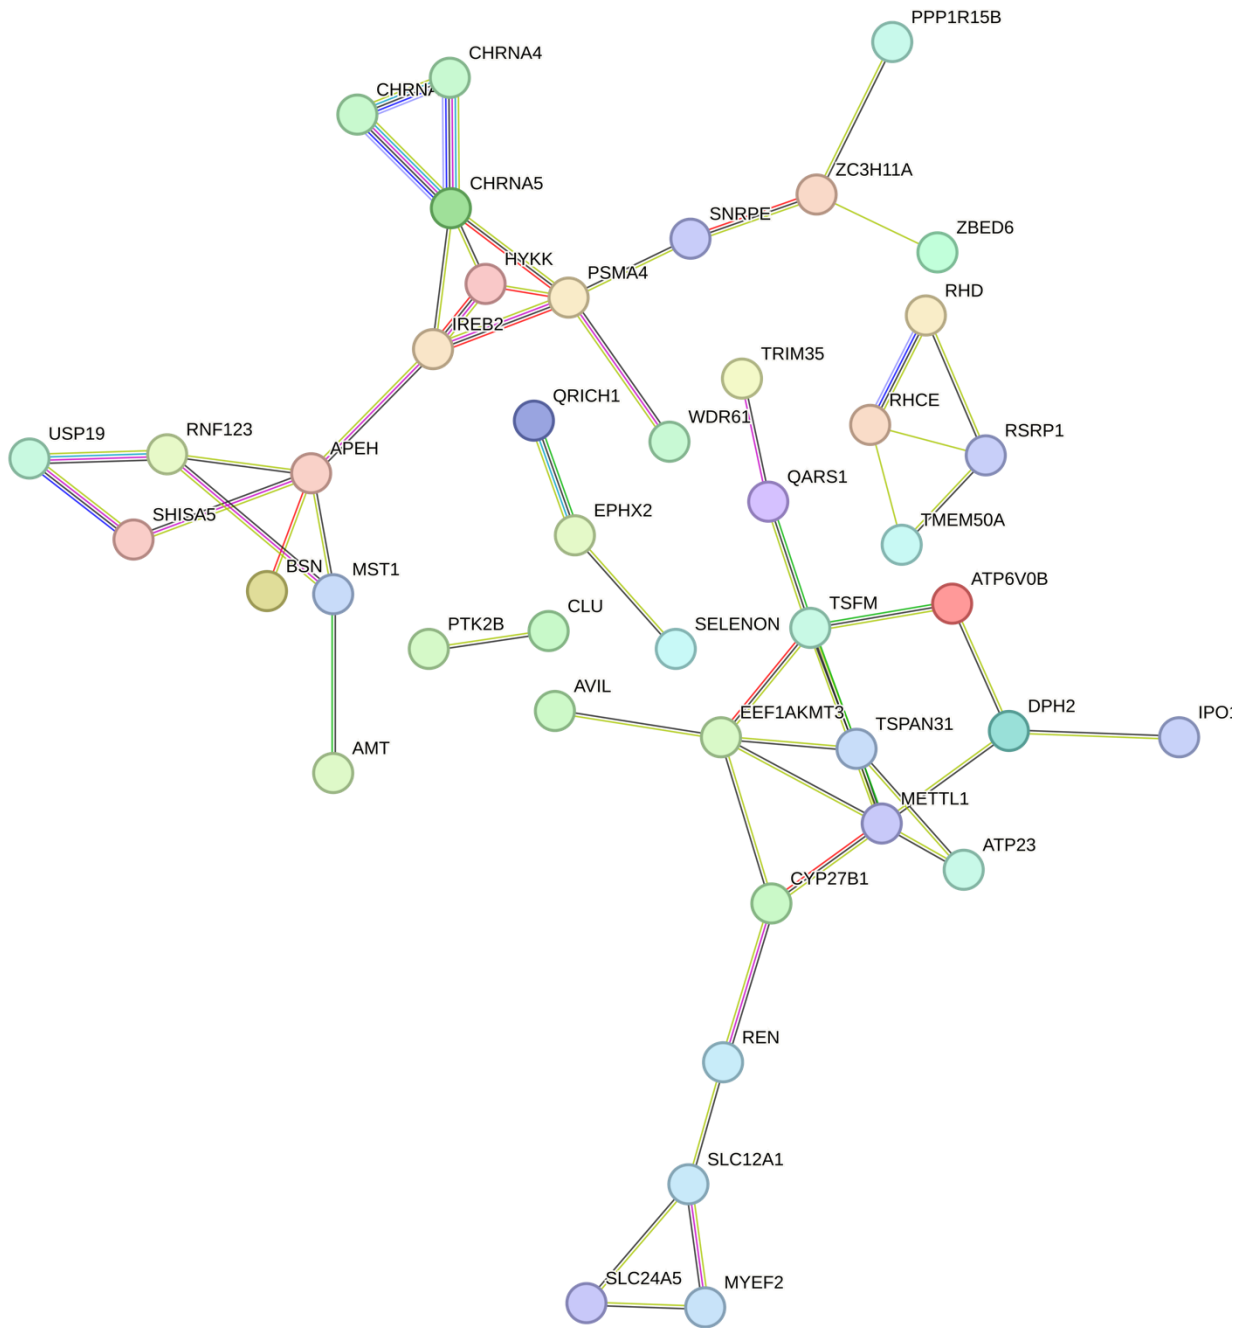 PPP1R15B
CHRNA4
CHRNA
ZC3H11A
CHRNA5
SNRPE
ZBED6
HYKK
PSMA4
RHD
IREB2
TRIM35
QRICH1
RHCE
WDR61
USP19
RNF123
APEH
RSRP1
QARS1
SHISA5
EPHX2
TMEM50A
BSN
MST1
ATP6V0B
CLU
TSFM
PTK2B
SELENON
AVIL
EEF1AKMT3
TSPAN31
DPH2
IPO1
AMT
METTL1
ATP23
CYP27B1
REN
SLC12A1
SLC24A5
MYEF2